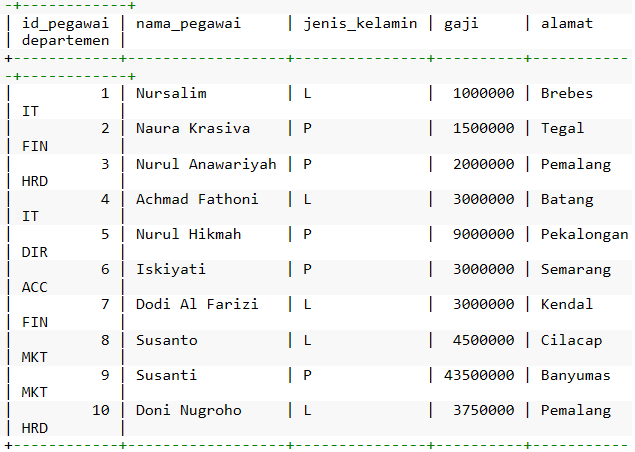 -+------------+
| id_pegawai | nama_pegawai    | jenis_kelamin | gaji     | alamat
| departemen |
+------------+-----------------+---------------+----------+-----------
-+------------+
|          1 | Nursalim        | L             |  1000000 | Brebes
| IT         |
|          2 | Naura Krasiva   | P             |  1500000 | Tegal
| FIN        |
|          3 | Nurul Anawariyah | P             |  2000000 | Pemalang
| HRD        |
|          4 | Achmad Fathoni  | L             |  3000000 | Batang
| IT         |
|          5 | Nurul Hikmah    | P             |  9000000 | Pekalongan
| DIR        |
|          6 | Iskiyati        | P             |  3000000 | Semarang
| ACC        |
|          7 | Dodi Al Farizi  | L             |  3000000 | Kendal
| FIN        |
|          8 | Susanto         | L             |  4500000 | Cilacap
| MKT        |
|          9 | Susanti         | P             | 43500000 | Banyumas
| MKT        |
|         10 | Doni Nugroho    | L             |  3750000 | Pemalang
| HRD        |
+------------+-----------------+---------------+----------+-----------